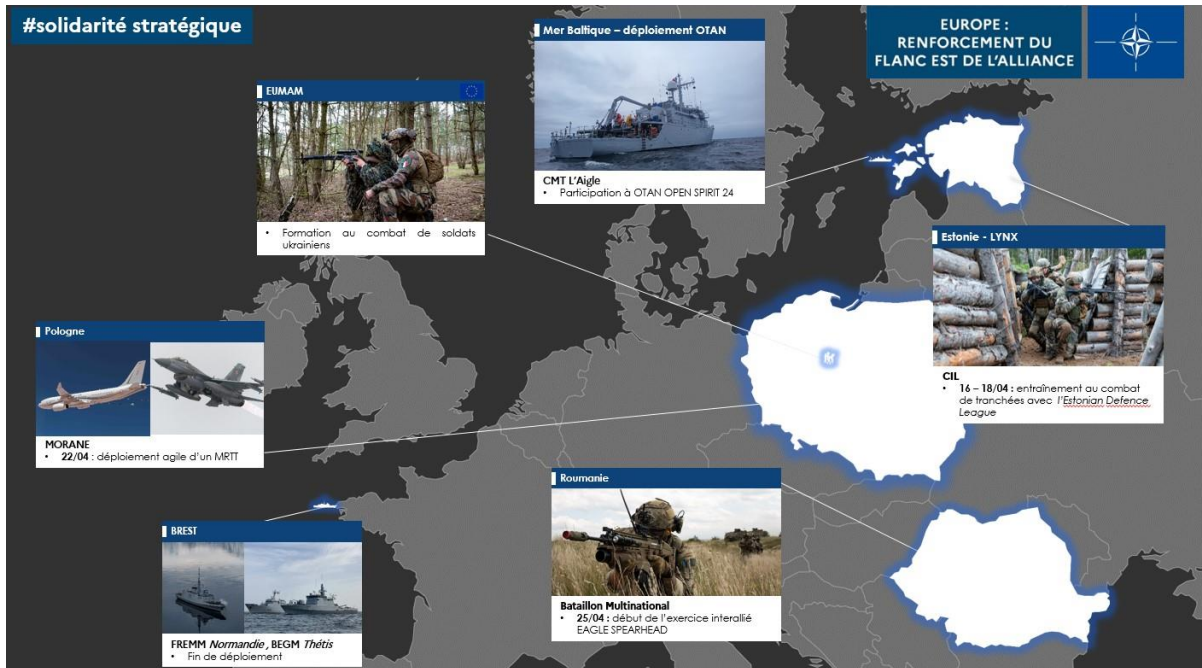 #solidarité stratégique
EUROPE :
RENFORCEMENT DU
FLANC EST DE L'ALLIANCE
Mer Baltique – déploiement OTAN
CMT L'Aigle
• Participation à OTAN OPEN SPIRIT 24
EUMAM
• Formation au combat de soldats
ukrainiens
Estonie - LYNX
CIL
• 16 – 18/04 : entraînement au combat
de tranchées avec l'Estonian Defence
League
Pologne
MORANE
• 22/04 : déploiement agile d'un MRTT
Roumanie
Bataillon Multinational
• 25/04 : début de l'exercice interallié
EAGLE SPEARHEAD
BREST
FREMM Normandie, BEGM Thétis
• Fin de déploiement